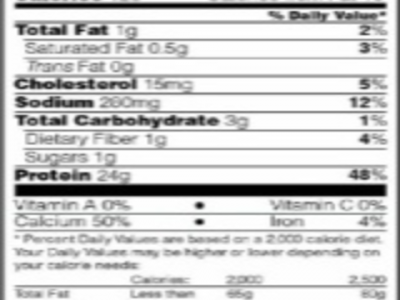 % Daily Value*
Total Fat 1g 2%
Saturated Fat 0.5g 3%
Trans Fat 0g
Cholesterol 15mg 5%
Sodium 260mg 12%
Total Carbohydrate 3g 1%
Dietary Fiber 1g 4%
Sugars 1g
Protein 24g 48%
Vitamin A 0% • Vitamin C 0%
Calcium 50% • Iron 4%
* Percent Daily Values are based on a 2,000 calorie diet.
Your Daily Values may be higher or lower depending on
your calorie needs:
Calories: 2,000 2,500
Total Fat Less than 65g 80g